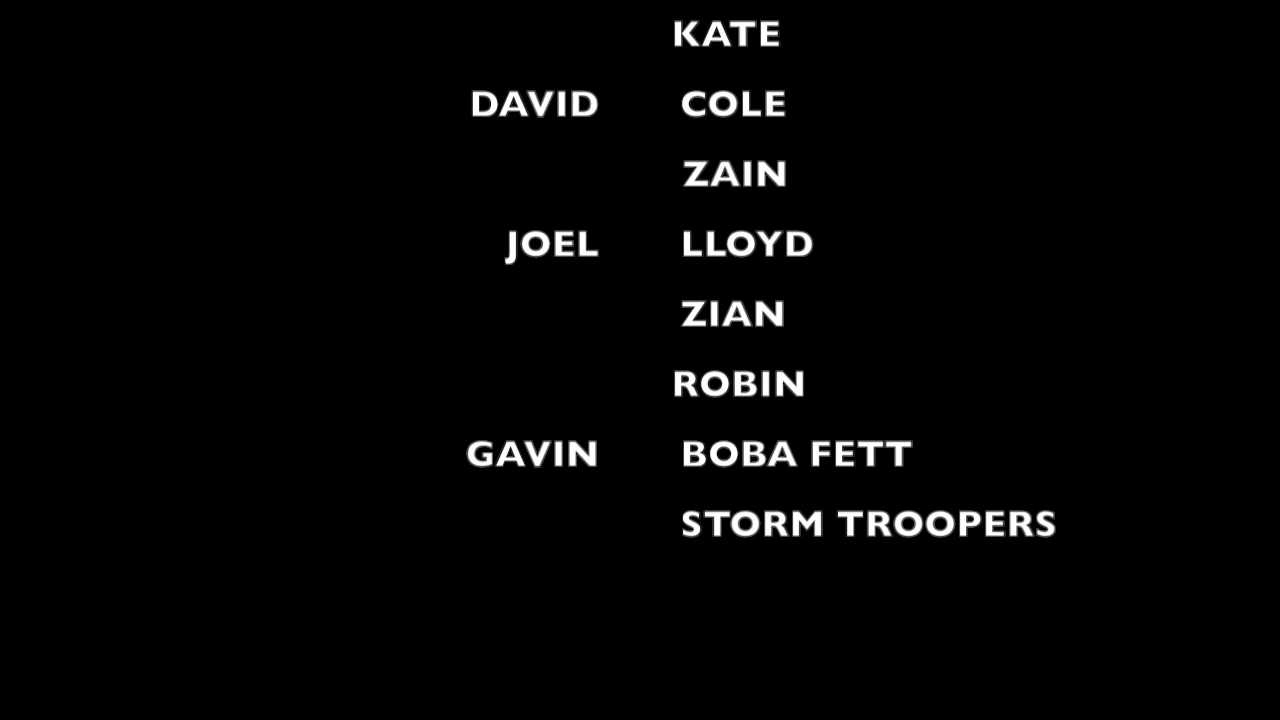 KATE
DAVID COLE
ZAIN
JOEL LLOYD
ZIAN
ROBIN
GAVIN BOBA FETT
STORM TROOPERS